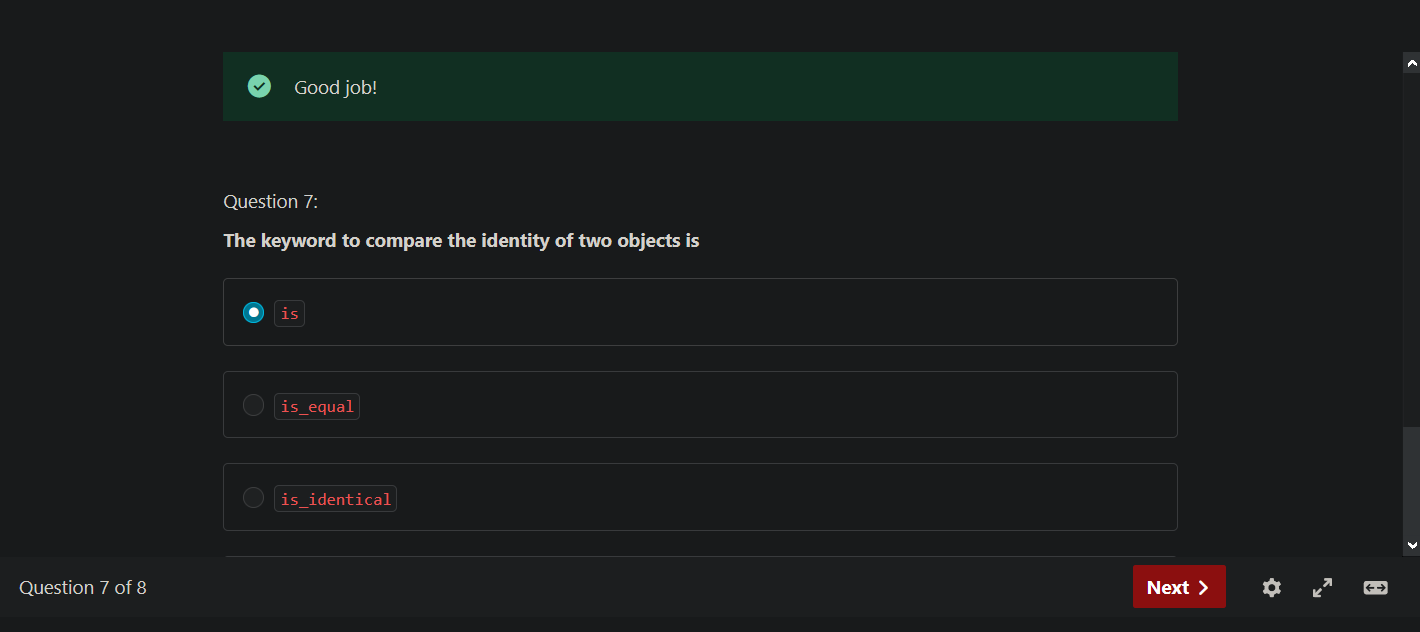 Good job!
Question 7:
The keyword to compare the identity of two objects is
is
is_equal
is_identical
Question 7 of 8
Next